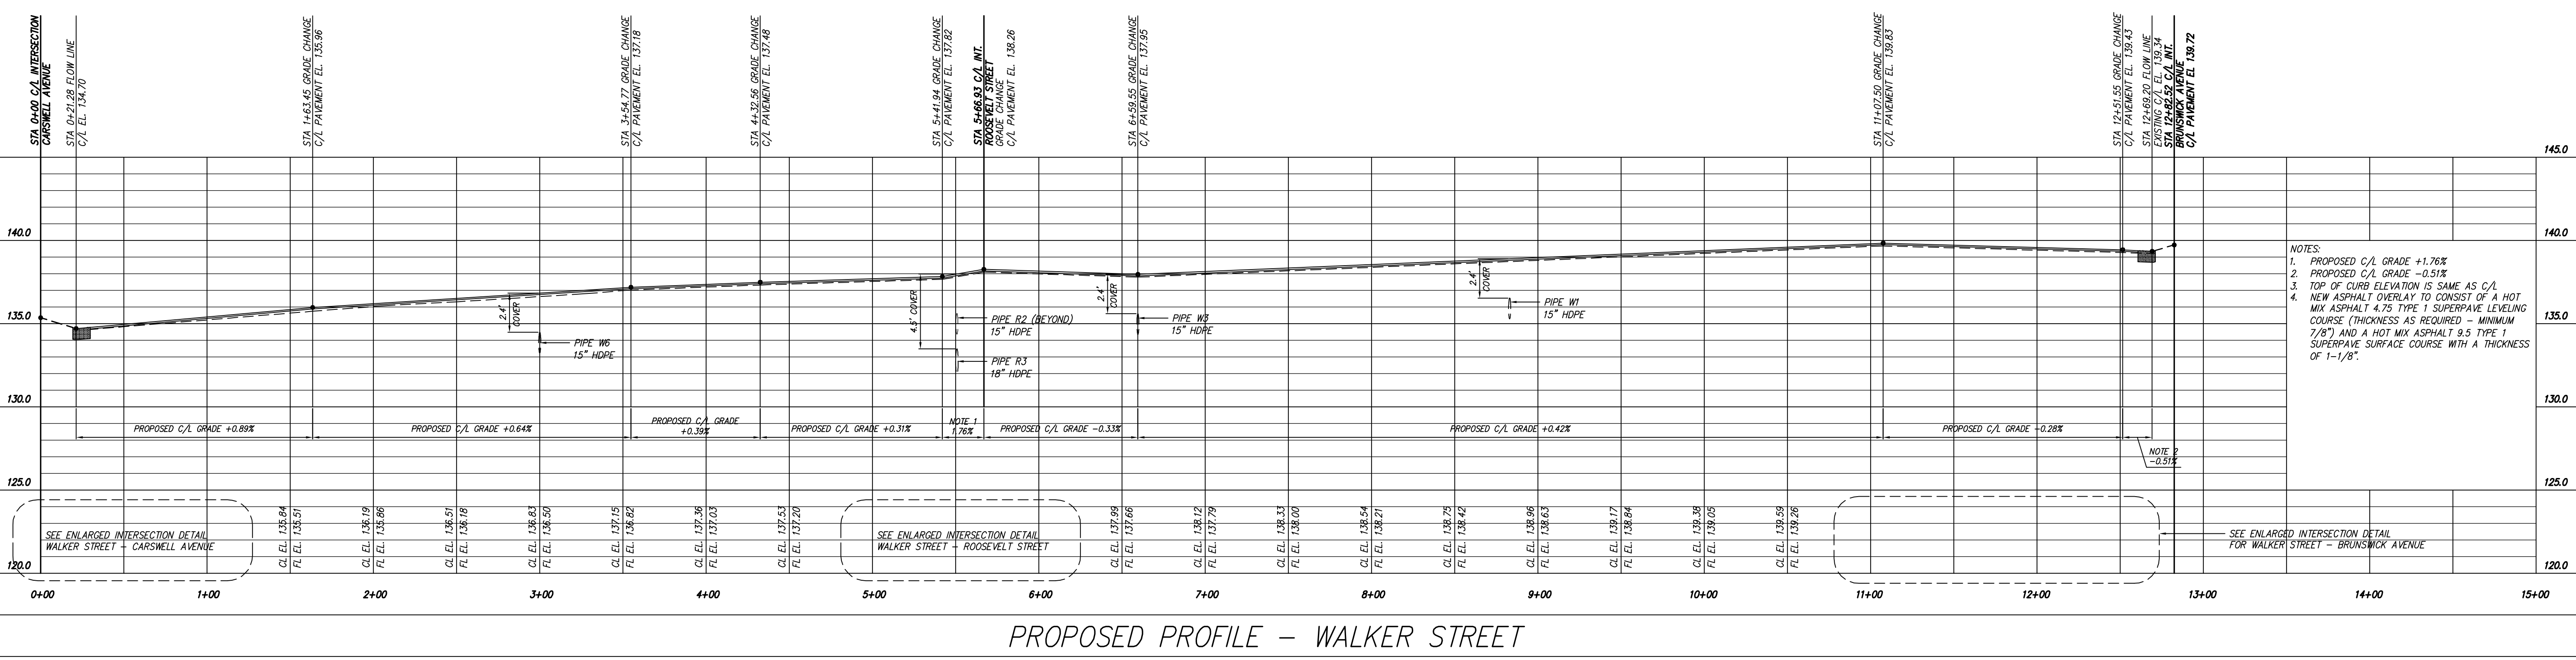 STA 0+00 C/L INTERSECTION
CARSWELL AVENUE
STA 0+21.28 FLOW LINE
C/L EL. 134.70
STA 1+63.45 GRADE CHANGE
C/L PAVEMENT EL. 135.96
STA 3+54.77 GRADE CHANGE
C/L PAVEMENT EL. 137.18
STA 4+32.56 GRADE CHANGE
C/L PAVEMENT EL. 137.48
STA 5+41.94 GRADE CHANGE
C/L PAVEMENT EL. 137.82
STA 5+66.93 C/L INT.
ROOSEVELT STREET
GRADE CHANGE
C/L PAVEMENT EL. 138.26
STA 6+59.55 GRADE CHANGE
C/L PAVEMENT EL. 137.95
STA 11+07.50 GRADE CHANGE
C/L PAVEMENT EL. 139.83
STA 12+51.55 GRADE CHANGE
C/L PAVEMENT EL. 139.43
STA 12+69.20 FLOW LINE
EXISTING C/L EL. 139.34
STA 12+82.52 C/L INT.
BRUNSWICK AVENUE
C/L PAVEMENT EL 139.72
145.0
140.0
140.0
135.0
135.0
130.0
130.0
125.0
125.0
120.0
120.0
2.4'
COVER
PIPE W6
15" HDPE
4.5' COVER
PIPE R2 (BEYOND)
15" HDPE
PIPE R3
18" HDPE
2.4'
COVER
PIPE W3
15" HDPE
2.4'
COVER
PIPE W1
15" HDPE
NOTES:
1. PROPOSED C/L GRADE +1.76%
2. PROPOSED C/L GRADE -0.51%
3. TOP OF CURB ELEVATION IS SAME AS C/L
4. NEW ASPHALT OVERLAY TO CONSIST OF A HOT
MIX ASPHALT 4.75 TYPE 1 SUPERPAVE LEVELING
COURSE (THICKNESS AS REQUIRED – MINIMUM
7/8") AND A HOT MIX ASPHALT 9.5 TYPE 1
SUPERPAVE SURFACE COURSE WITH A THICKNESS
OF 1-1/8".
PROPOSED C/L GRADE +0.89%
PROPOSED C/L GRADE +0.64%
PROPOSED C/L GRADE
+0.39%
PROPOSED C/L GRADE +0.31%
NOTE 1
1.76%
PROPOSED C/L GRADE -0.33%
PROPOSED C/L GRADE +0.42%
PROPOSED C/L GRADE -0.28%
NOTE 2
-0.51%
SEE ENLARGED INTERSECTION DETAIL
WALKER STREET – CARSWELL AVENUE
CL EL. 135.84
FL EL. 135.51
CL EL. 136.19
FL EL. 135.86
CL EL. 136.51
FL EL. 136.18
CL EL. 136.83
FL EL. 136.50
CL EL. 137.15
FL EL. 136.82
CL EL. 137.36
FL EL. 137.03
CL EL. 137.53
FL EL. 137.20
SEE ENLARGED INTERSECTION DETAIL
WALKER STREET – ROOSEVELT STREET
CL EL. 137.99
FL EL. 137.66
CL EL. 138.12
FL EL. 137.79
CL EL. 138.33
FL EL. 138.00
CL EL. 138.54
FL EL. 138.21
CL EL. 138.75
FL EL. 138.42
CL EL. 138.96
FL EL. 138.63
CL EL. 139.17
FL EL. 138.84
CL EL. 139.38
FL EL. 139.05
CL EL. 139.59
FL EL. 139.26
SEE ENLARGED INTERSECTION DETAIL
FOR WALKER STREET – BRUNSWICK AVENUE
0+00 1+00 2+00 3+00 4+00 5+00 6+00 7+00 8+00 9+00 10+00 11+00 12+00 13+00 14+00 15+00
PROPOSED PROFILE – WALKER STREET